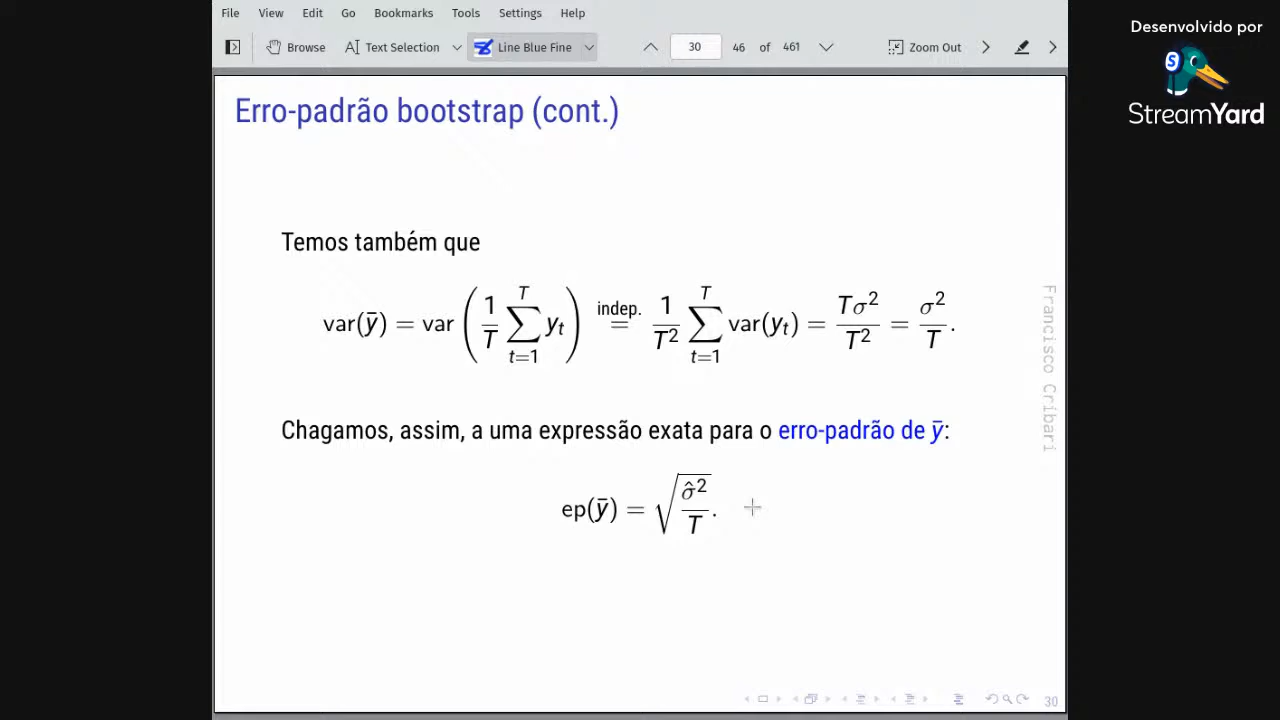 File View Edit Go Bookmarks Tools Settings Help
Browse Text Selection Line Blue Fine 30 46 of 461 Zoom Out
Desenvolvido por
S
StreamYard
Erro-padrão bootstrap (cont.)
Temos também que
var(ȳ) = var ( 1/T ∑_{t=1}^{T} y_t ) indep. = 1/T² ∑_{t=1}^{T} var(y_t) = Tσ²/T² = σ²/T.
Chagamos, assim, a uma expressão exata para o erro-padrão de ȳ:
ep(ȳ) = √(σ̂²/T).
Francisco Cribari
30